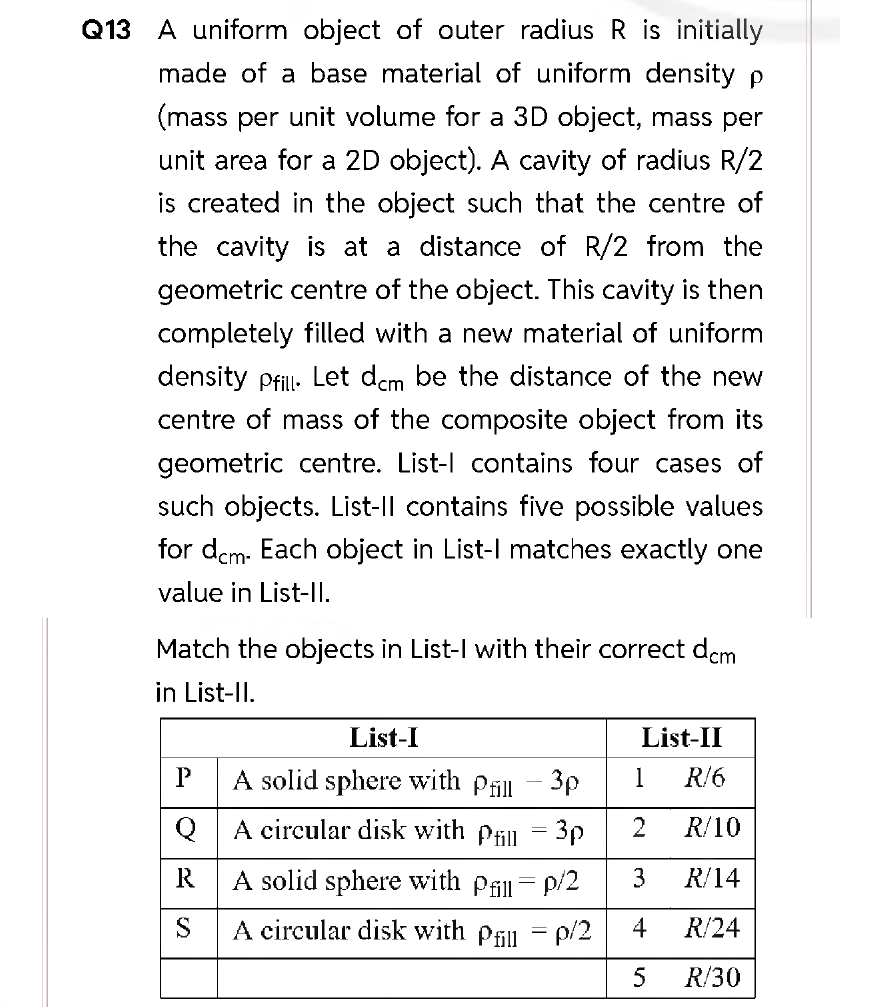 Q13 A uniform object of outer radius R is initially
made of a base material of uniform density ρ
(mass per unit volume for a 3D object, mass per
unit area for a 2D object). A cavity of radius R/2
is created in the object such that the centre of
the cavity is at a distance of R/2 from the
geometric centre of the object. This cavity is then
completely filled with a new material of uniform
density ρfill. Let dcm be the distance of the new
centre of mass of the composite object from its
geometric centre. List-I contains four cases of
such objects. List-II contains five possible values
for dcm. Each object in List-I matches exactly one
value in List-II.
Match the objects in List-I with their correct dcm
in List-II.
List-I List-II
P A solid sphere with ρfill – 3ρ 1 R/6
Q A circular disk with ρfill = 3ρ 2 R/10
R A solid sphere with ρfill = ρ/2 3 R/14
S A circular disk with ρfill = ρ/2 4 R/24
5 R/30